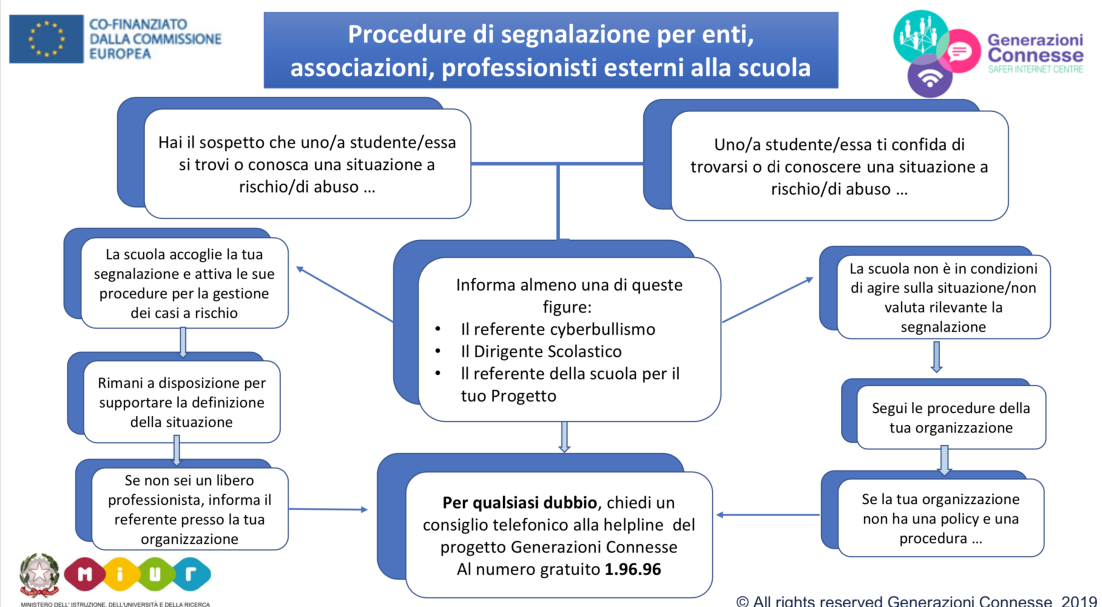 CO-FINANZIATO
DALLA COMMISSIONE
EUROPEA
Procedure di segnalazione per enti,
associazioni, professionisti esterni alla scuola
Generazioni
Connesse
SAFER INTERNET CENTRE
Hai il sospetto che uno/a studente/essa
si trovi o conosca una situazione a
rischio/di abuso …
Uno/a studente/essa ti confida di
trovarsi o di conoscere una situazione a
rischio/di abuso …
La scuola accoglie la tua
segnalazione e attiva le sue
procedure per la gestione
dei casi a rischio
Informa almeno una di queste
figure:
• Il referente cyberbullismo
• Il Dirigente Scolastico
• Il referente della scuola per il
tuo Progetto
La scuola non è in condizioni
di agire sulla situazione/non
valuta rilevante la
segnalazione
Rimani a disposizione per
supportare la definizione
della situazione
Segui le procedure della
tua organizzazione
Se non sei un libero
professionista, informa il
referente presso la tua
organizzazione
Per qualsiasi dubbio, chiedi un
consiglio telefonico alla helpline del
progetto Generazioni Connesse
Al numero gratuito 1.96.96
Se la tua organizzazione
non ha una policy e una
procedura …
miur
MINISTERO DELL' ISTRUZIONE, DELL'UNIVERSITÀ E DELLA RICERCA
© All rights reserved Generazioni Connesse 2019